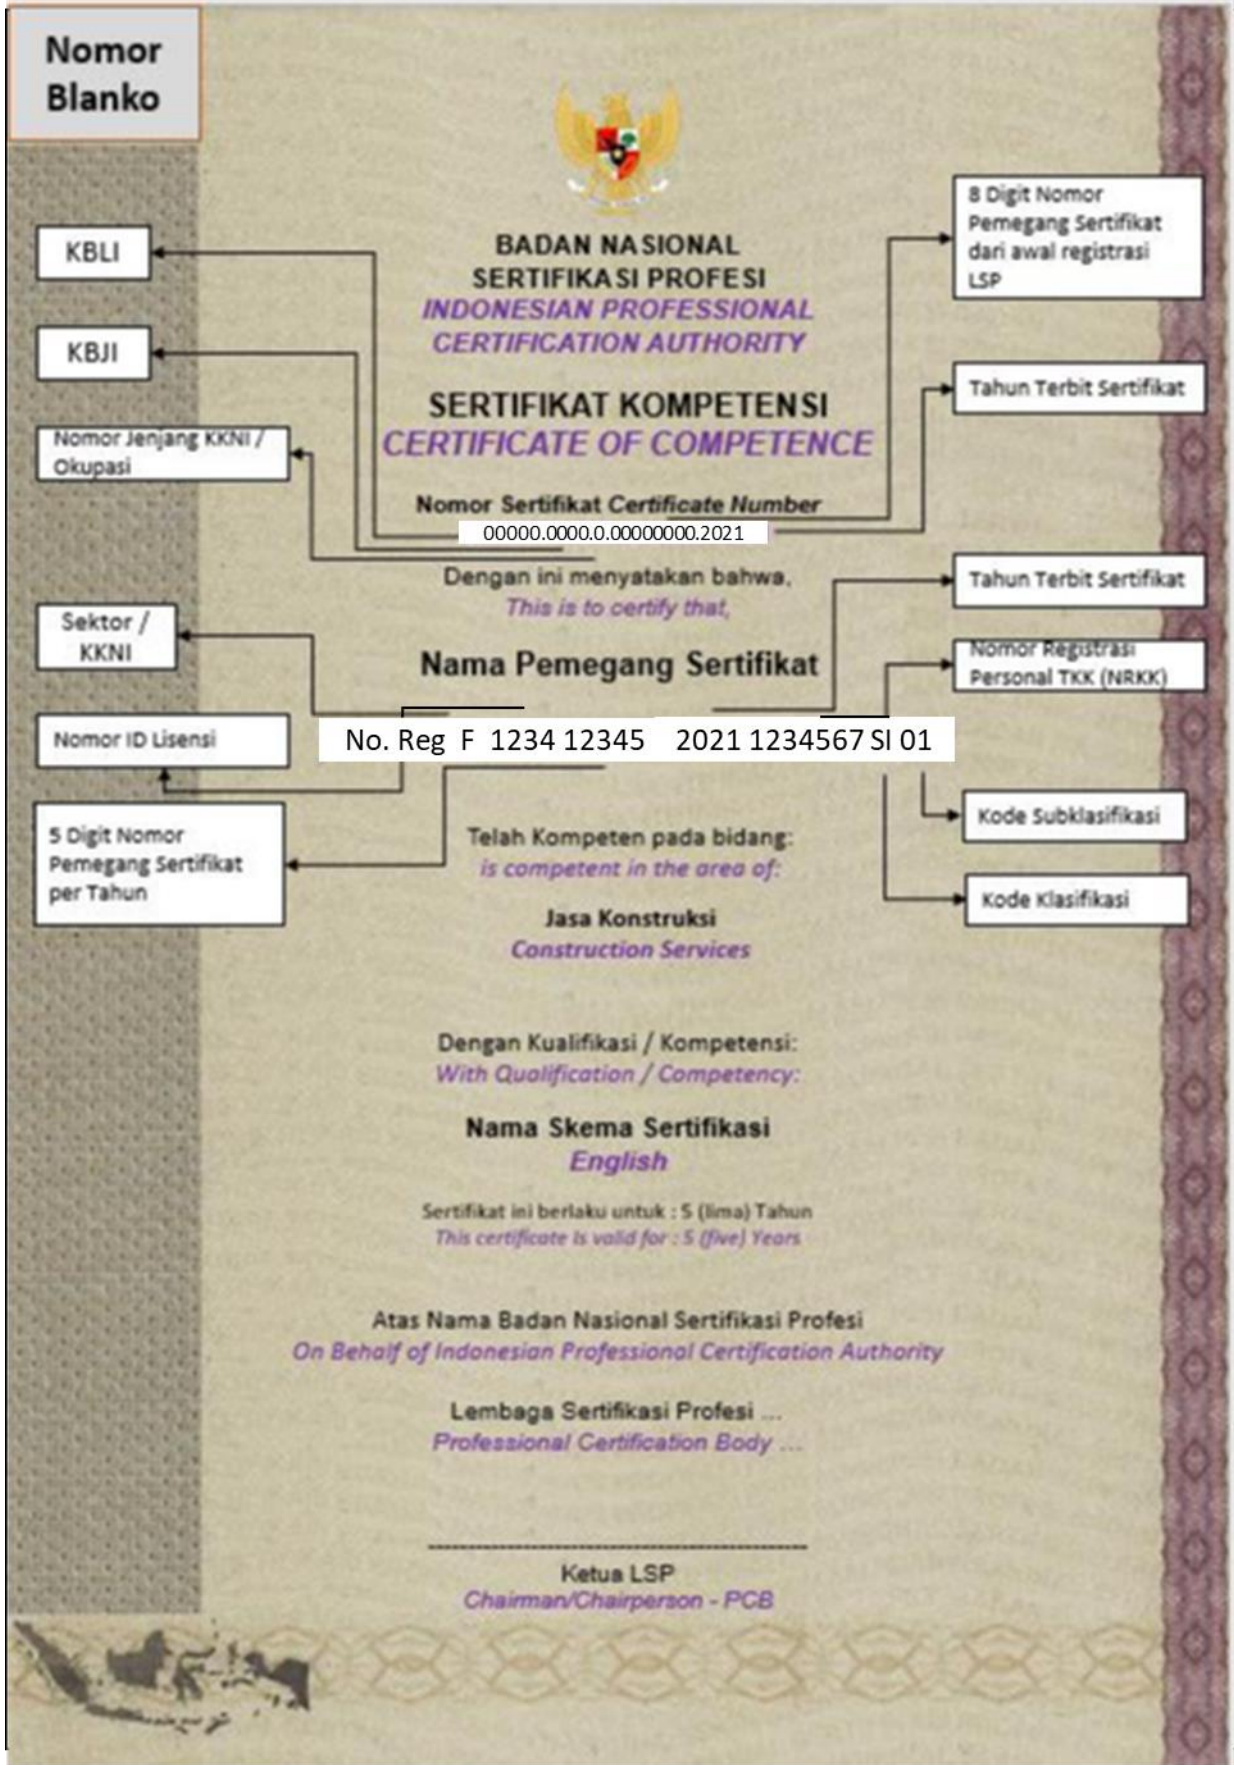 Nomor
Blanko
KBLI
KBJI
Nomor Jenjang KKNI /
Okupasi
Sektor /
KKNI
Nomor ID Lisensi
5 Digit Nomor
Pemegang Sertifikat
per Tahun
BADAN NASIONAL
SERTIFIKASI PROFESI
INDONESIAN PROFESSIONAL
CERTIFICATION AUTHORITY
SERTIFIKAT KOMPETENSI
CERTIFICATE OF COMPETENCE
Nomor Sertifikat Certificate Number
00000.0000.0.00000000.2021
Dengan ini menyatakan bahwa,
This is to certify that,
Nama Pemegang Sertifikat
No. Reg F 1234 12345 2021 1234567 SI 01
Telah Kompeten pada bidang:
is competent in the area of:
Jasa Konstruksi
Construction Services
Dengan Kualifikasi / Kompetensi:
With Qualification / Competency:
Nama Skema Sertifikasi
English
Sertifikat ini berlaku untuk : 5 (lima) Tahun
This certificate is valid for : 5 (five) Years
Atas Nama Badan Nasional Sertifikasi Profesi
On Behalf of Indonesian Professional Certification Authority
Lembaga Sertifikasi Profesi ...
Professional Certification Body ...
Ketua LSP
Chairman/Chairperson - PCB
8 Digit Nomor
Pemegang Sertifikat
dari awal registrasi
LSP
Tahun Terbit Sertifikat
Tahun Terbit Sertifikat
Nomor Registrasi
Personal TKK (NRKK)
Kode Subklasifikasi
Kode Klasifikasi